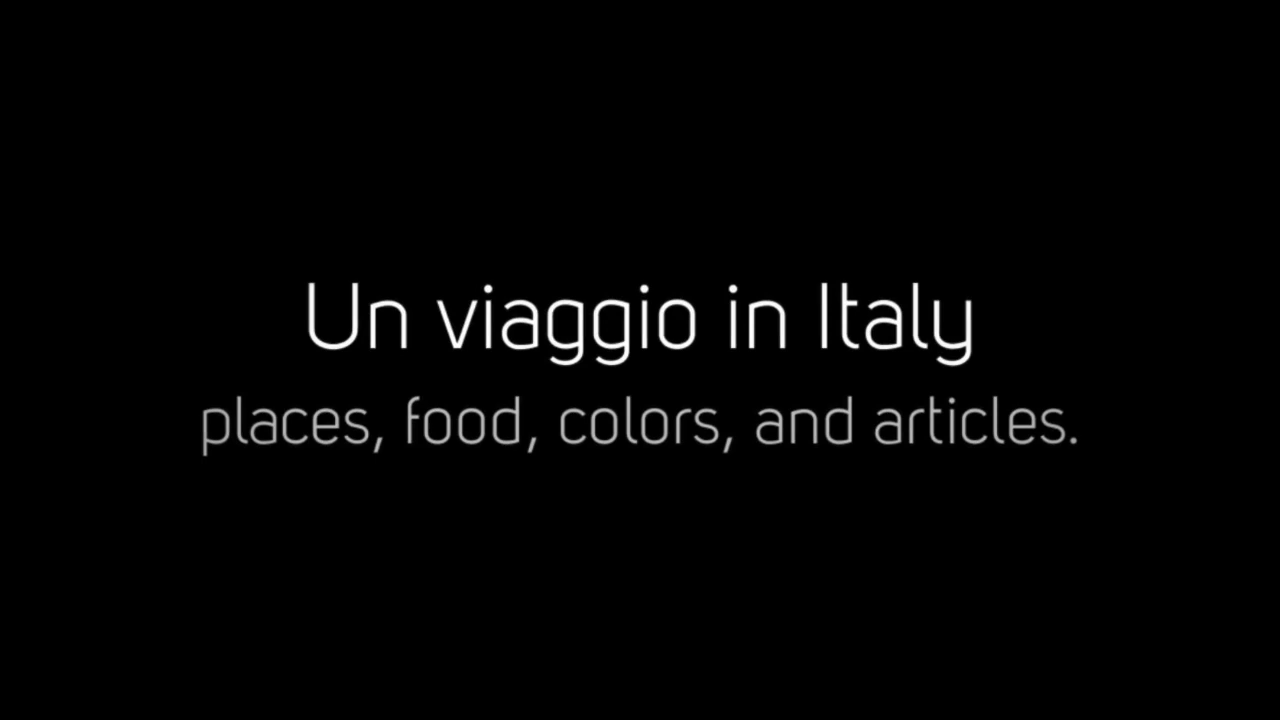 Un viaggio in Italy
places, food, colors, and articles.